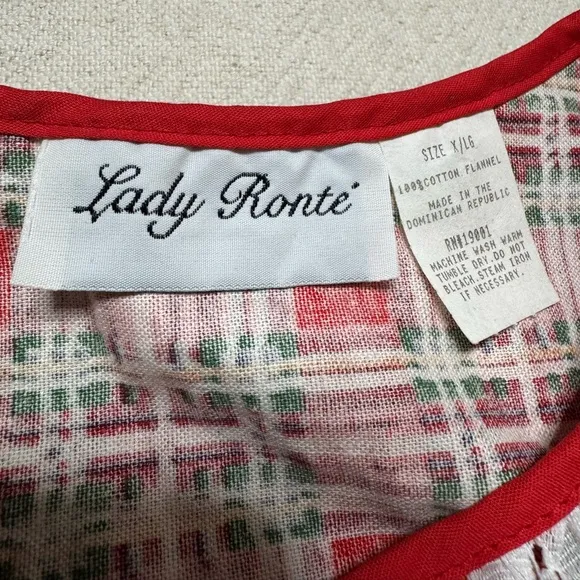 Lady Ronté
SIZE X/LG
100%COTTON FLANNEL
MADE IN THE
DOMINICAN REPUBLIC
RN#19001
MACHINE WASH WARM
TUMBLE DRY.DO NOT
BLEACH.STEAM IRON
IF NECESSARY.